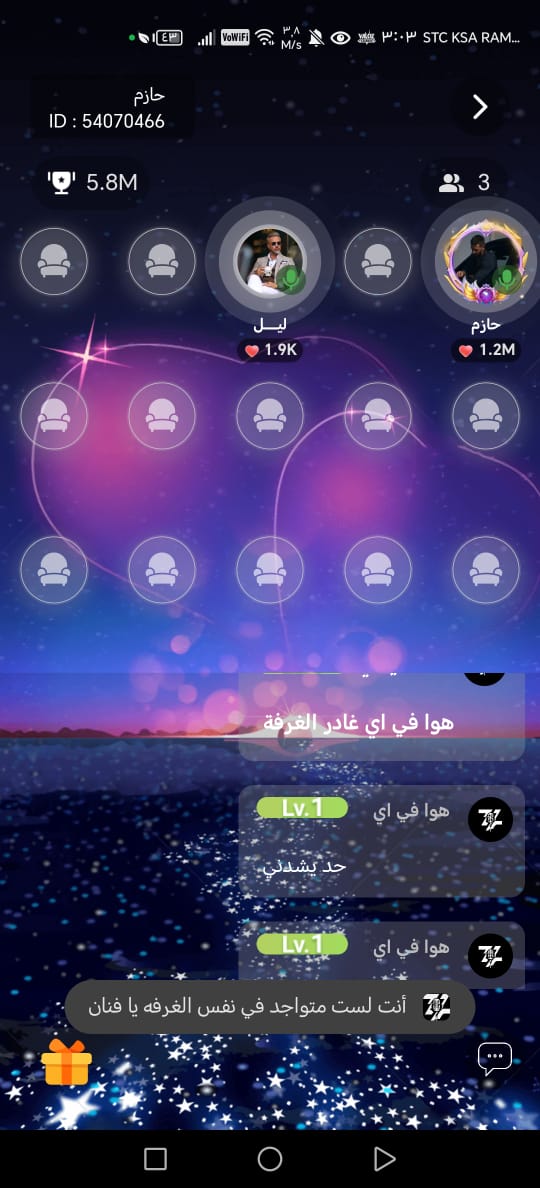 STC KSA RAM... ٣:٠٣ ٣,٨ M/s VoWiFi ٤٣
حازم
ID : 54070466
5.8M 3
ليـــل
حازم
1.9K
1.2M
هوا في اي غادر الغرفة
هوا في اي Lv.1
حد يشدني
هوا في اي Lv.1
أنت لست متواجد في نفس الغرفه يا فنان